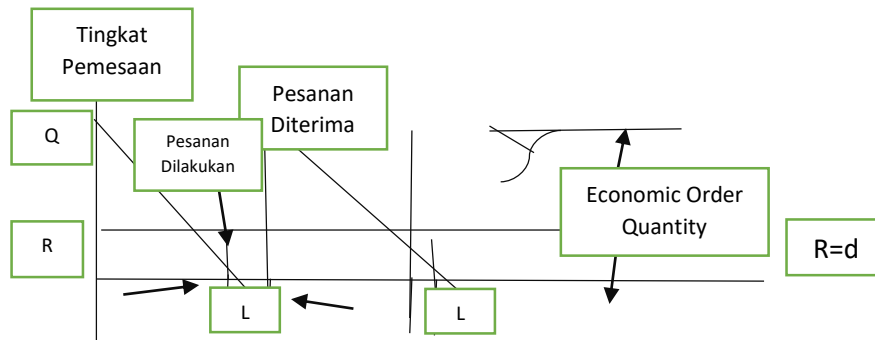 Tingkat
Pemesaan
Pesanan
Diterima
Q
Pesanan
Dilakukan
Economic Order
Quantity
R
R=d
L
L